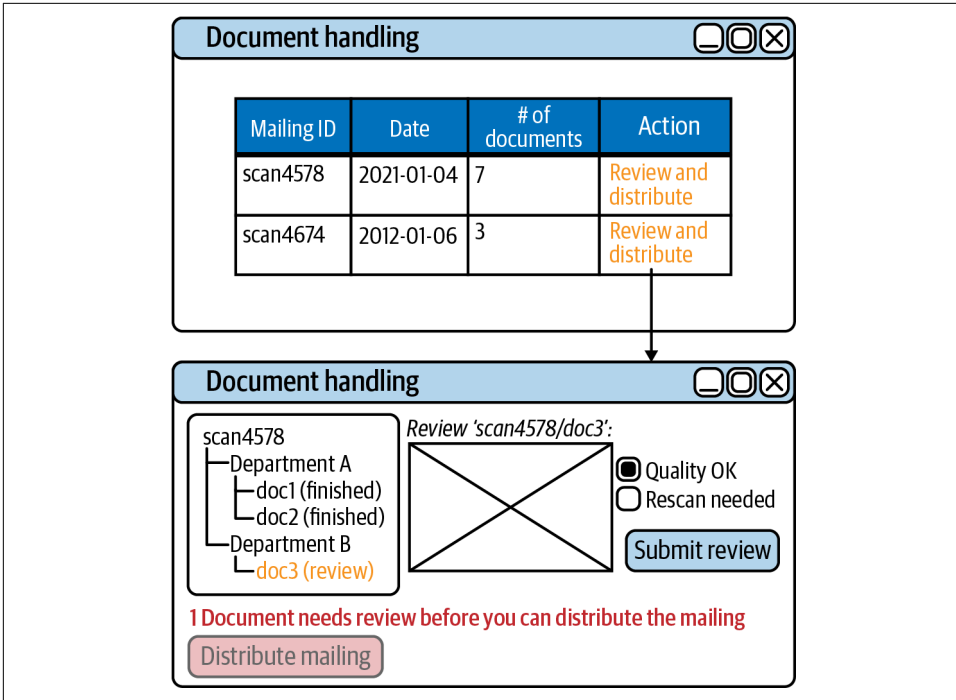 Document handling
Mailing ID Date # of documents Action
scan4578 2021-01-04 7 Review and distribute
scan4674 2012-01-06 3 Review and distribute
Document handling
scan4578
Department A
doc1 (finished)
doc2 (finished)
Department B
doc3 (review)
Review 'scan4578/doc3':
Quality OK
Rescan needed
Submit review
1 Document needs review before you can distribute the mailing
Distribute mailing